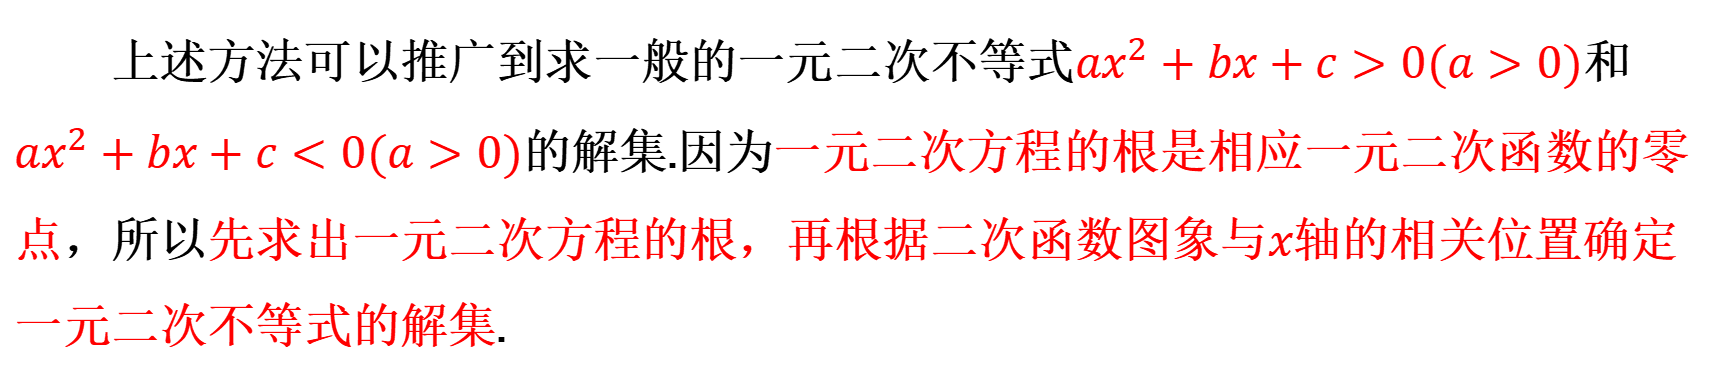 上述方法可以推广到求一般的一元二次不等式ax² + bx + c > 0(a > 0)和
ax² + bx + c < 0(a > 0)的解集.因为一元二次方程的根是相应一元二次函数的零
点，所以先求出一元二次方程的根，再根据二次函数图象与x轴的相关位置确定
一元二次不等式的解集.